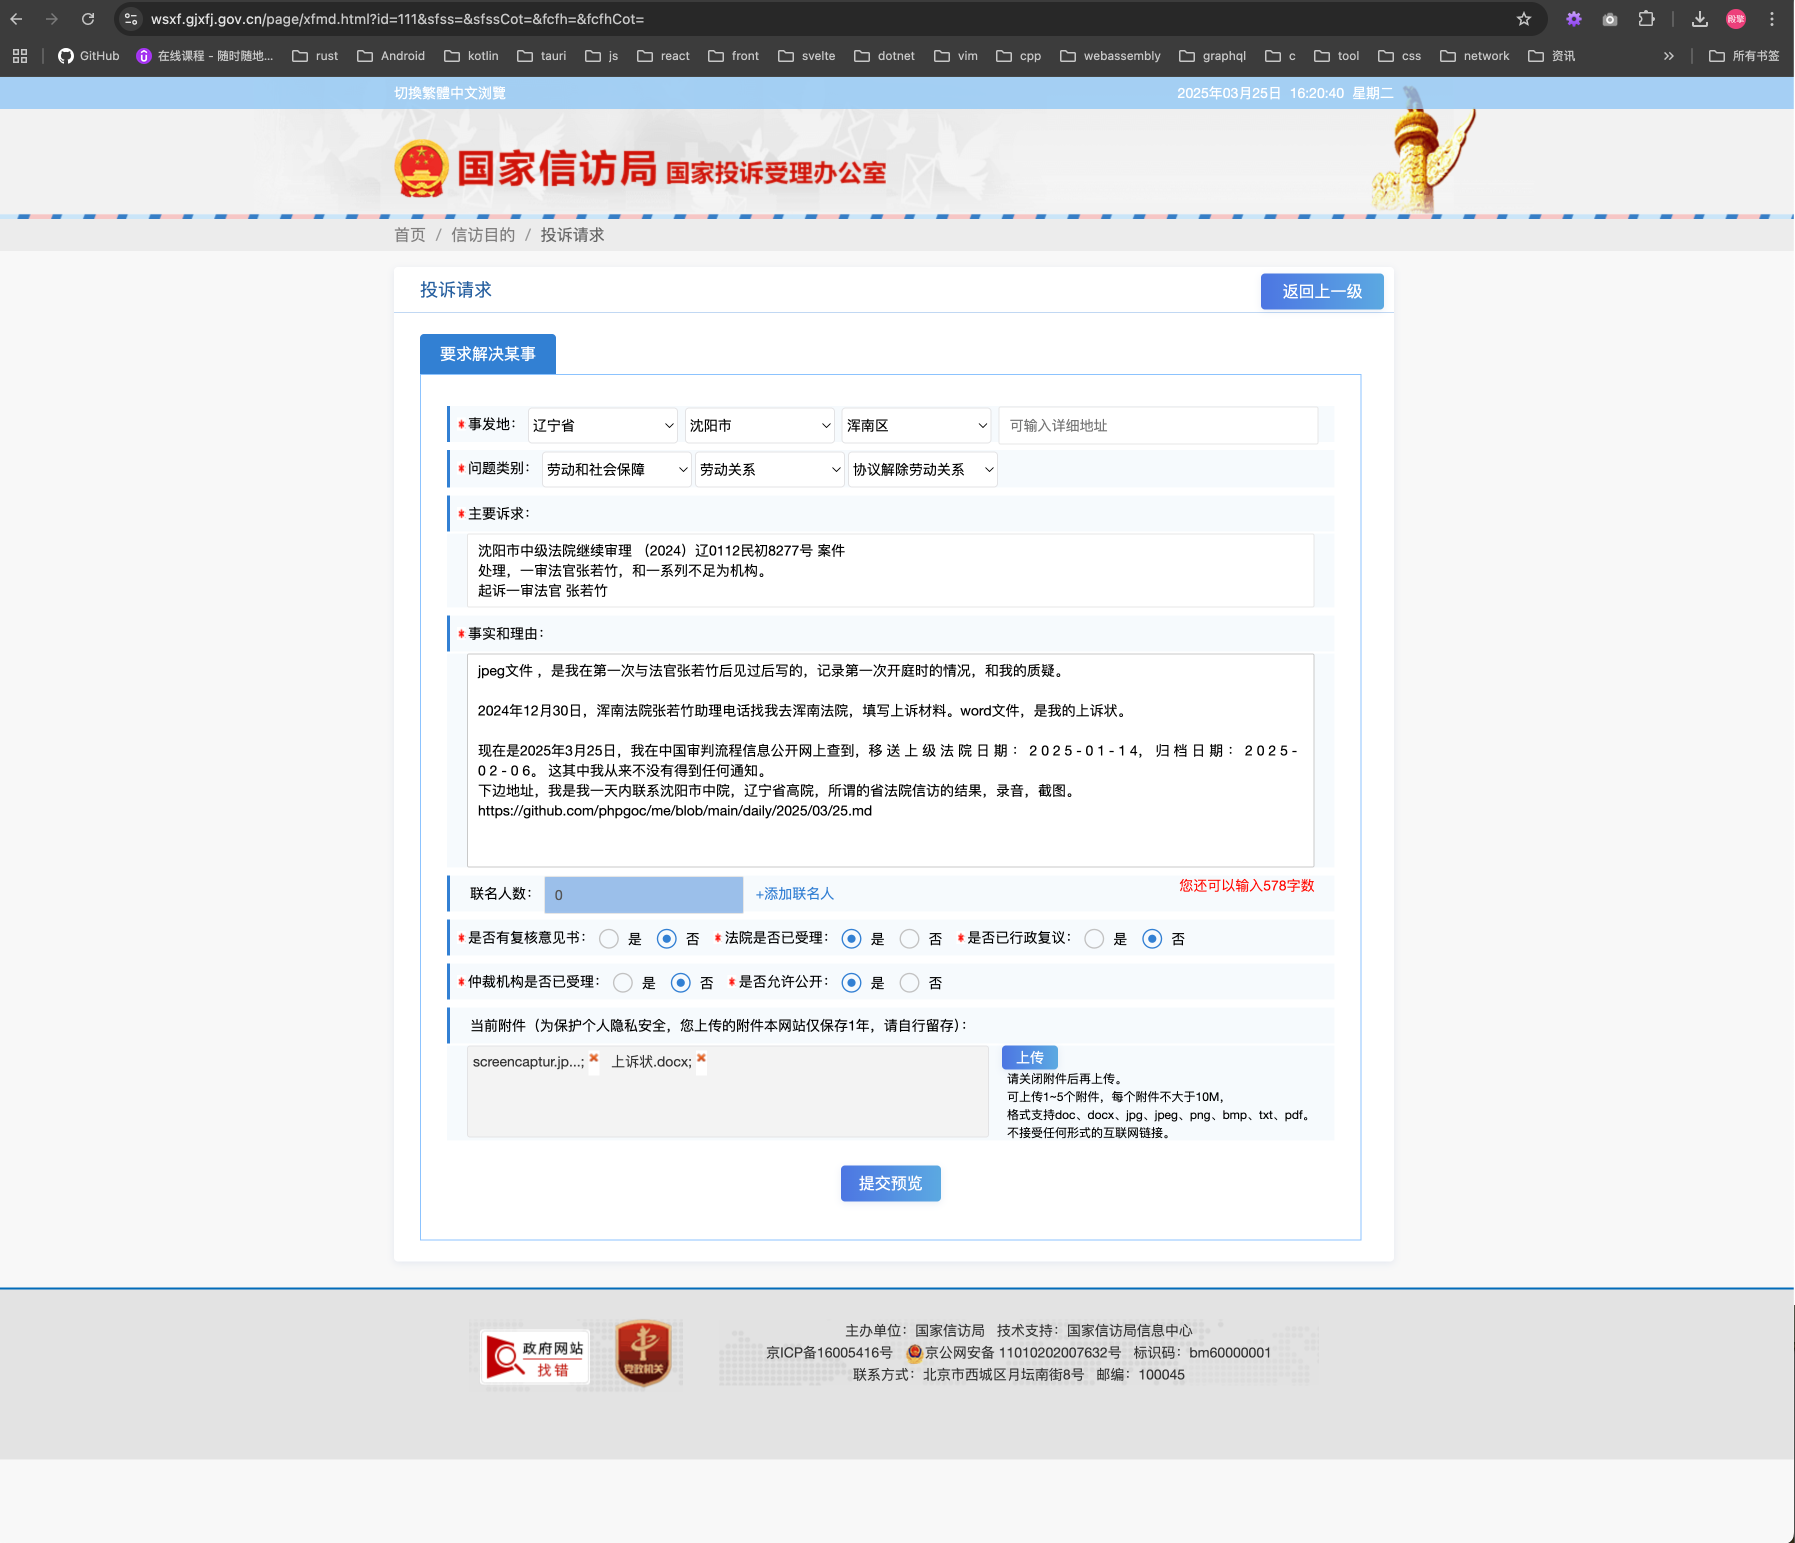 wsxf.gjxfj.gov.cn/page/xfmd.html?id=111&sfss=&sfssCot=&fcfh=&fcfhCot=
段擎
GitHub 在线课程 - 随时随地... rust Android kotlin tauri js react front svelte dotnet vim cpp webassembly graphql c tool css network 资讯 » 所有书签
切換繁體中文浏覽 2025年03月25日 16:20:40 星期二
国家信访局 国家投诉受理办公室
首页 / 信访目的 / 投诉请求
投诉请求 返回上一级
要求解决某事
* 事发地: 辽宁省 沈阳市 浑南区 可输入详细地址
* 问题类别: 劳动和社会保障 劳动关系 协议解除劳动关系
* 主要诉求:
沈阳市中级法院继续审理 （2024）辽0112民初8277号 案件
处理，一审法官张若竹，和一系列不足为机构。
起诉一审法官 张若竹
* 事实和理由:
jpeg文件 ，是我在第一次与法官张若竹后见过后写的，记录第一次开庭时的情况，和我的质疑。
2024年12月30日，浑南法院张若竹助理电话找我去浑南法院，填写上诉材料。word文件，是我的上诉状。
现在是2025年3月25日，我在中国审判流程信息公开网上查到，移 送 上 级 法 院 日 期 ： 2 0 2 5 - 0 1 - 1 4， 归 档 日 期 ： 2 0 2 5 -
0 2 - 0 6。 这其中我从来不没有得到任何通知。
下边地址，我是我一天内联系沈阳市中院，辽宁省高院，所谓的省法院信访的结果，录音，截图。
https://github.com/phpgoc/me/blob/main/daily/2025/03/25.md
联名人数: 0 +添加联名人 您还可以输入578字数
* 是否有复核意见书: 是 否 * 法院是否已受理: 是 否 * 是否已行政复议: 是 否
* 仲裁机构是否已受理: 是 否 * 是否允许公开: 是 否
当前附件（为保护个人隐私安全，您上传的附件本网站仅保存1年，请自行留存）:
screencaptur.jp...; 上诉状.docx; 上传
请关闭附件后再上传。
可上传1~5个附件，每个附件不大于10M，
格式支持doc、docx、jpg、jpeg、png、bmp、txt、pdf。
不接受任何形式的互联网链接。
提交预览
政府网站
找错
党政机关
主办单位：国家信访局 技术支持：国家信访局信息中心
京ICP备16005416号 京公网安备 11010202007632号 标识码：bm60000001
联系方式：北京市西城区月坛南街8号 邮编：100045